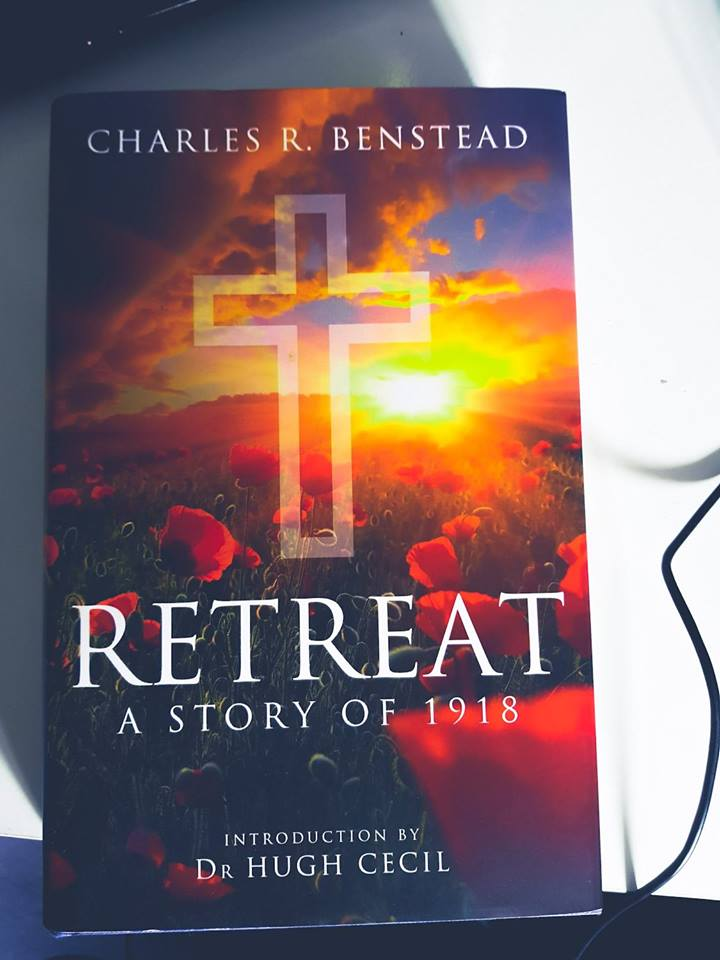 CHARLES R. BENSTEAD
RETREAT
A STORY OF 1918
INTRODUCTION BY
DR HUGH CECIL